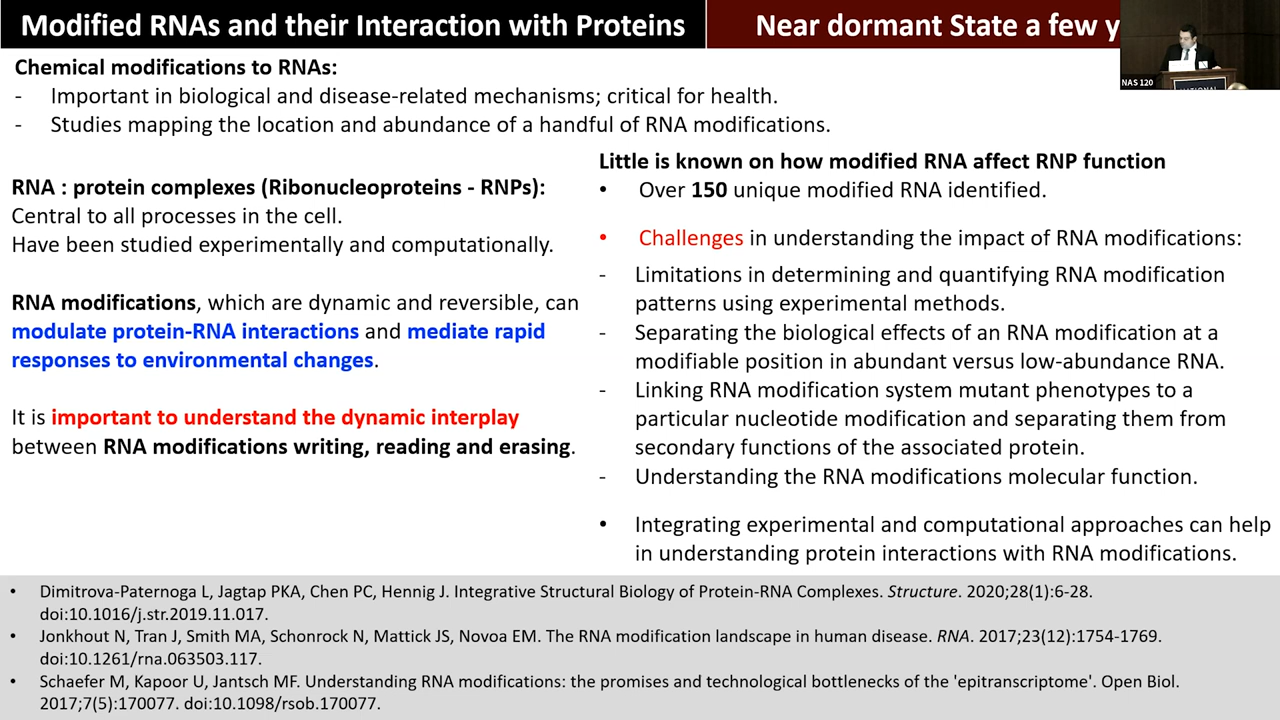 Modified RNAs and their Interaction with Proteins
Near dormant State a few y
NAS 120
Chemical modifications to RNAs:
- Important in biological and disease-related mechanisms; critical for health.
- Studies mapping the location and abundance of a handful of RNA modifications.
RNA : protein complexes (Ribonucleoproteins - RNPs):
Central to all processes in the cell.
Have been studied experimentally and computationally.
RNA modifications, which are dynamic and reversible, can
modulate protein-RNA interactions and mediate rapid
responses to environmental changes.
It is important to understand the dynamic interplay
between RNA modifications writing, reading and erasing.
Little is known on how modified RNA affect RNP function
• Over 150 unique modified RNA identified.
• Challenges in understanding the impact of RNA modifications:
- Limitations in determining and quantifying RNA modification
patterns using experimental methods.
- Separating the biological effects of an RNA modification at a
modifiable position in abundant versus low-abundance RNA.
- Linking RNA modification system mutant phenotypes to a
particular nucleotide modification and separating them from
secondary functions of the associated protein.
- Understanding the RNA modifications molecular function.
• Integrating experimental and computational approaches can help
in understanding protein interactions with RNA modifications.
• Dimitrova-Paternoga L, Jagtap PKA, Chen PC, Hennig J. Integrative Structural Biology of Protein-RNA Complexes. Structure. 2020;28(1):6-28.
doi:10.1016/j.str.2019.11.017.
• Jonkhout N, Tran J, Smith MA, Schonrock N, Mattick JS, Novoa EM. The RNA modification landscape in human disease. RNA. 2017;23(12):1754-1769.
doi:10.1261/rna.063503.117.
• Schaefer M, Kapoor U, Jantsch MF. Understanding RNA modifications: the promises and technological bottlenecks of the 'epitranscriptome'. Open Biol.
2017;7(5):170077. doi:10.1098/rsob.170077.